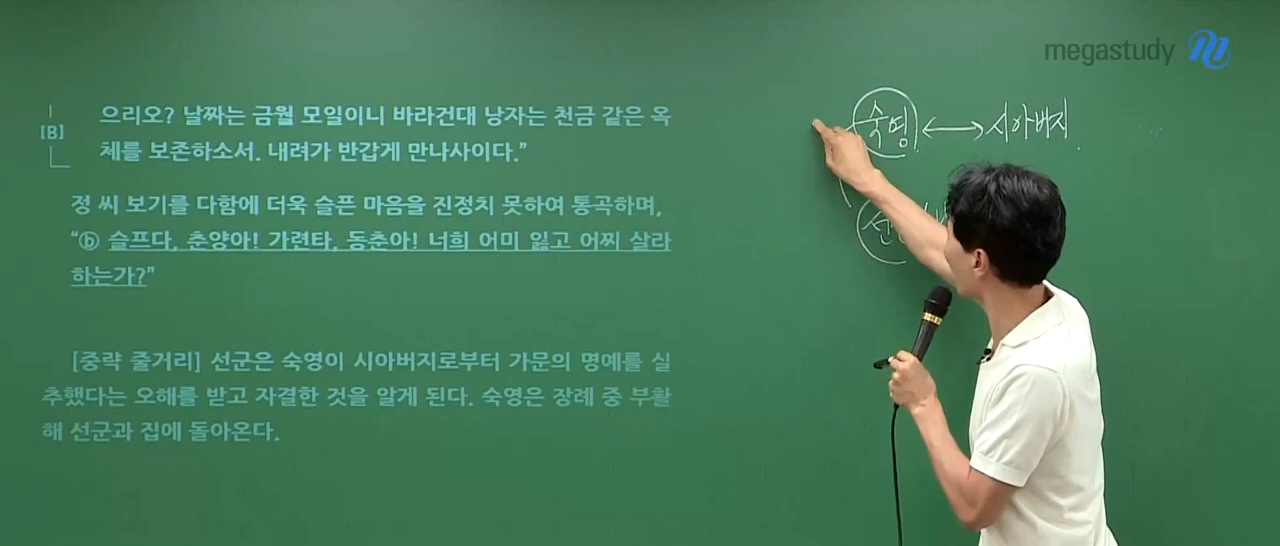 megastudy
[B]
으리오? 날짜는 금월 모일이니 바라건대 낭자는 천금 같은 옥
체를 보존하소서. 내려가 반갑게 만나사이다.”
정 씨 보기를 다함에 더욱 슬픈 마음을 진정치 못하여 통곡하며,
“ⓑ 슬프다, 춘양아! 가련타, 동춘아! 너희 어미 잃고 어찌 살라
하는가?”
[중략 줄거리] 선군은 숙영이 시아버지로부터 가문의 명예를 실
추했다는 오해를 받고 자결한 것을 알게 된다. 숙영은 장례 중 부활
해 선군과 집에 돌아온다.
숙영 ↔ 시아버지